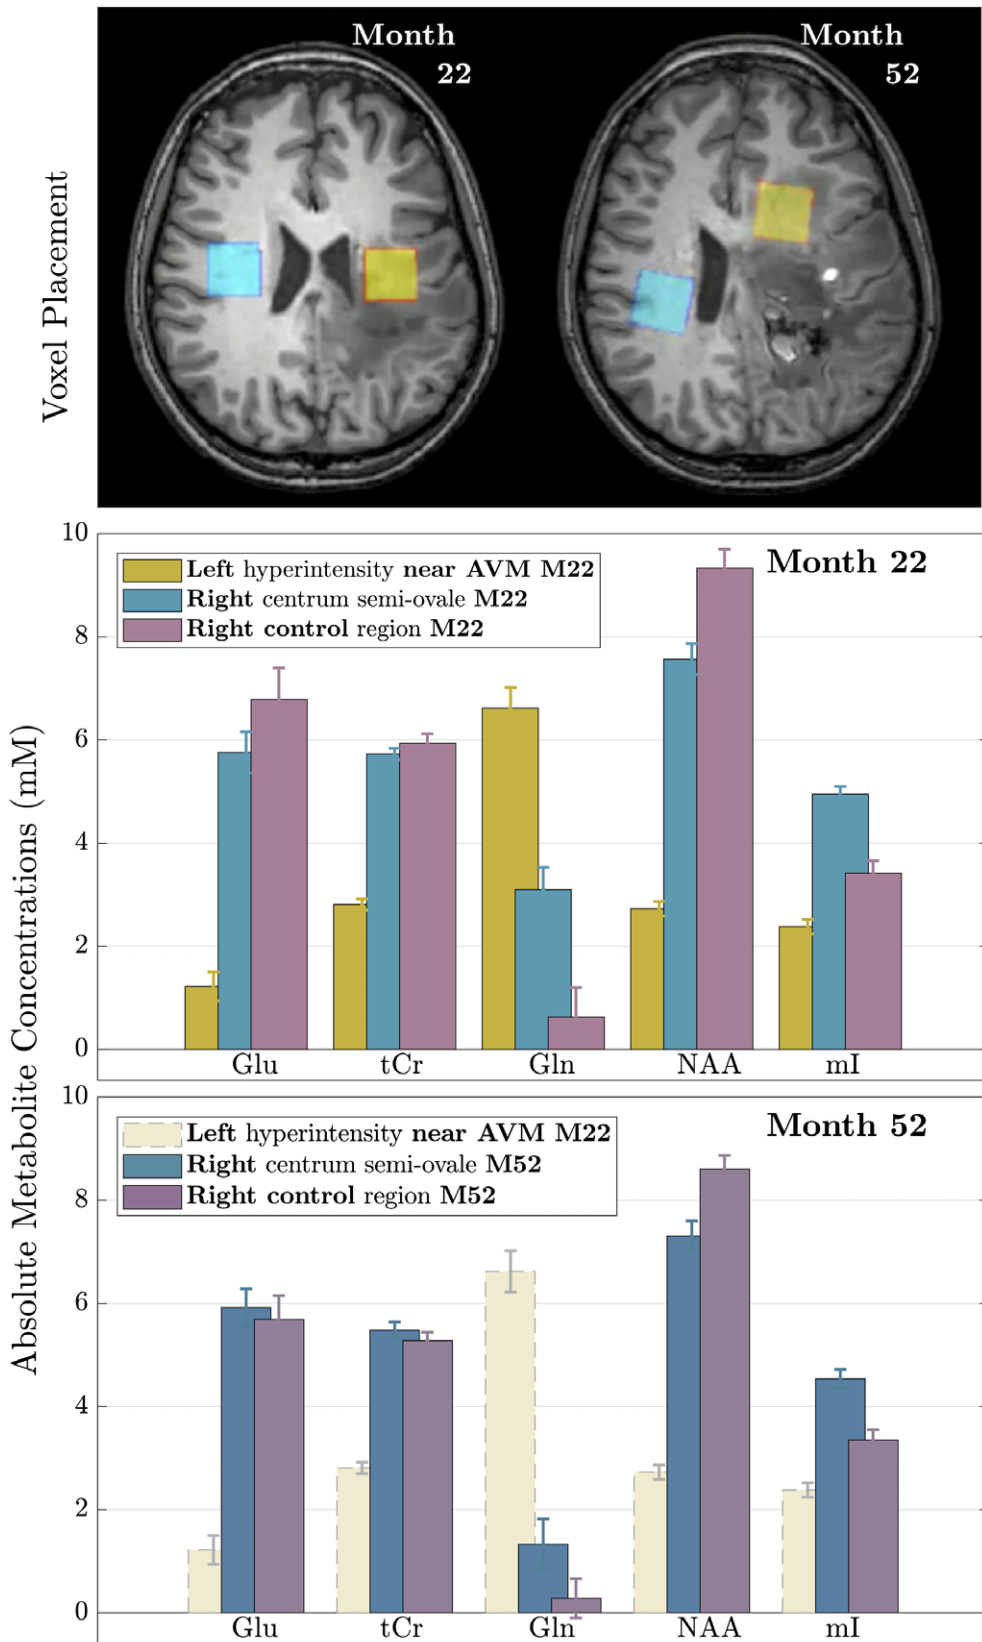 Month
22
Month
52
Voxel Placement
Absolute Metabolite Concentrations (mM)
10
8
6
4
2
0
Left hyperintensity near AVM M22
Right centrum semi-ovale M22
Right control region M22
Month 22
Glu tCr Gln NAA mI
10
8
6
4
2
0
Left hyperintensity near AVM M22
Right centrum semi-ovale M52
Right control region M52
Month 52
Glu tCr Gln NAA mI